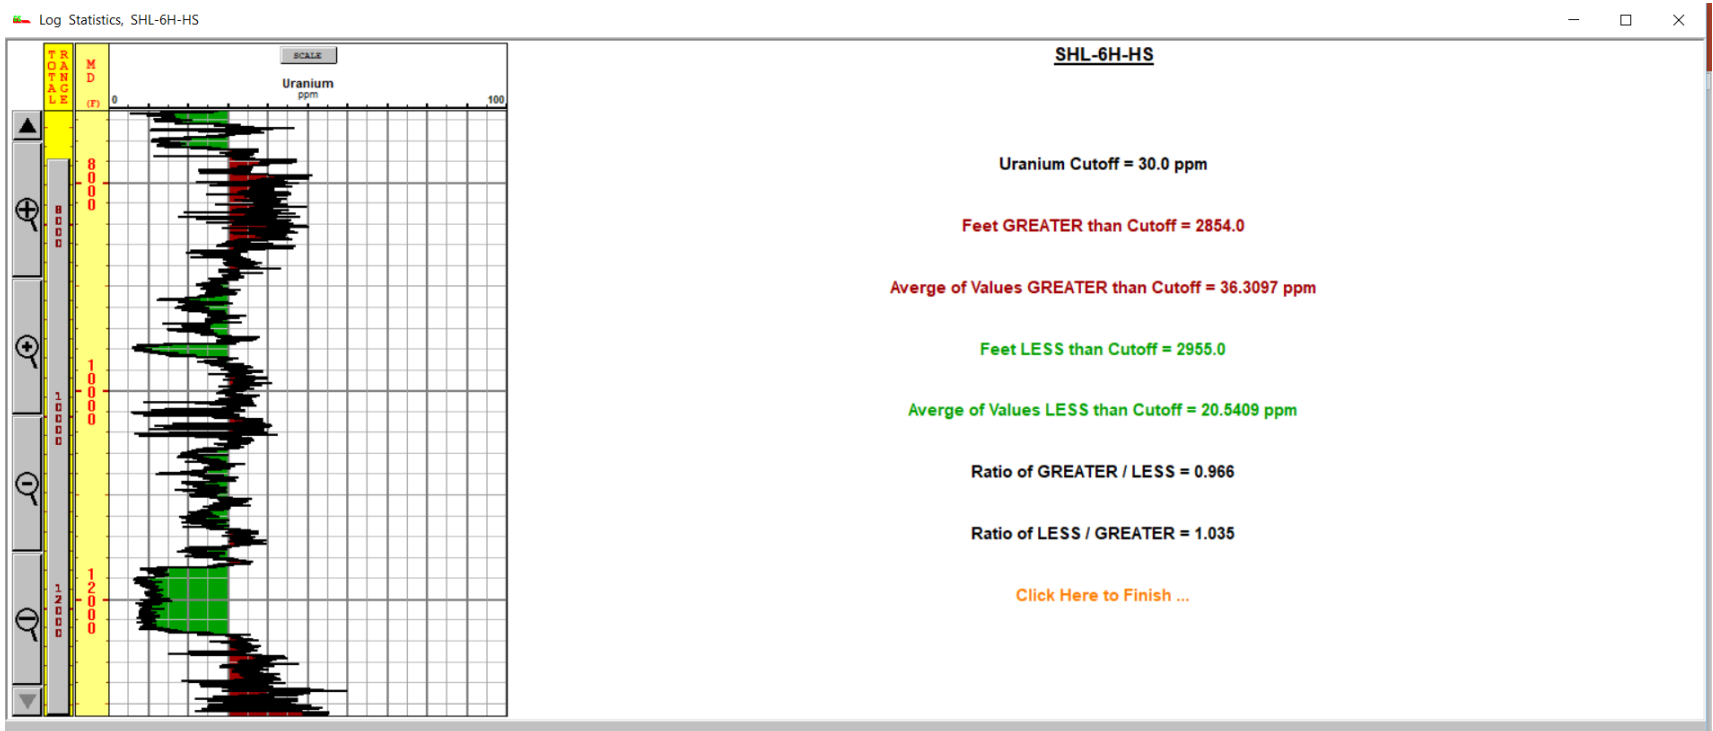 Log Statistics, SHL-6H-HS
TOTAL
RANGE
MD
(F)
SCALE
Uranium
ppm
0
100
8000
10000
12000
8000
10000
12000
SHL-6H-HS
Uranium Cutoff = 30.0 ppm
Feet GREATER than Cutoff = 2854.0
Averge of Values GREATER than Cutoff = 36.3097 ppm
Feet LESS than Cutoff = 2955.0
Averge of Values LESS than Cutoff = 20.5409 ppm
Ratio of GREATER / LESS = 0.966
Ratio of LESS / GREATER = 1.035
Click Here to Finish ...